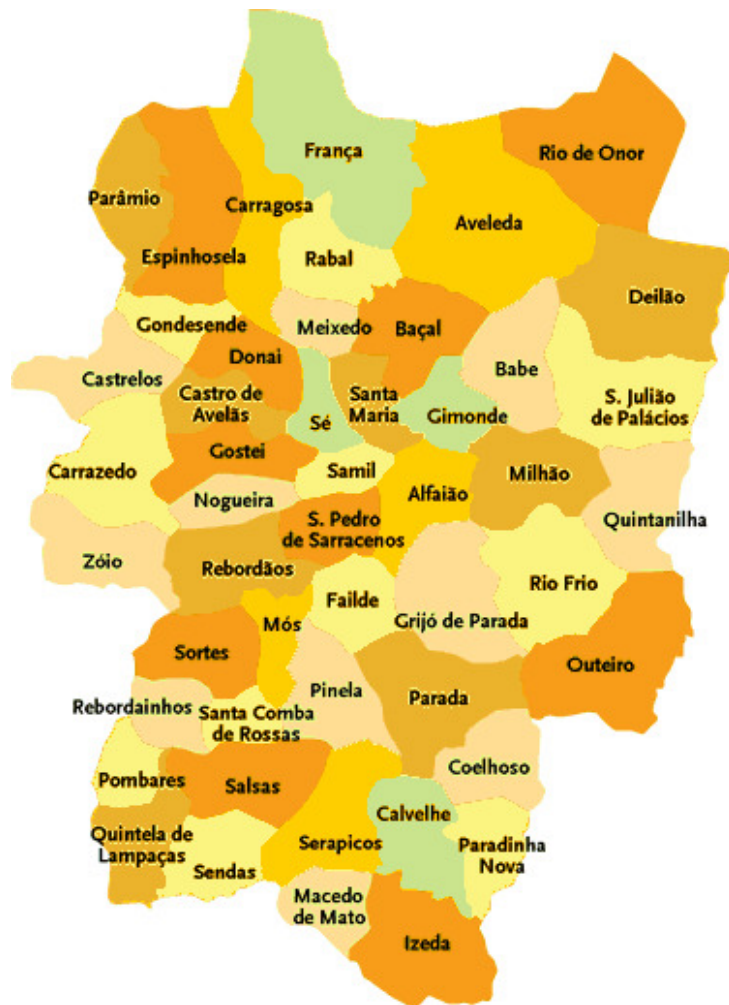 França
Rio de Onor
Parâmio
Carragosa
Aveleda
Espinhosela
Rabal
Deilão
Gondesende
Meixedo
Baçal
Donai
Babe
Castrelos
Castro de
Avelãs
Santa
Maria
S. Julião
de Palácios
Sé
Gimonde
Gostei
Carrazedo
Samil
Milhão
Alfaião
Nogueira
Quintanilha
S. Pedro
de Sarracenos
Zóio
Rebordãos
Rio Frio
Failde
Grijó de Parada
Mós
Sortes
Outeiro
Pinela
Parada
Rebordainhos
Santa Comba
de Rossas
Coelhoso
Pombares
Salsas
Calvelhe
Quintela de
Lampaças
Serapicos
Paradinha
Nova
Sendas
Macedo
de Mato
Izeda